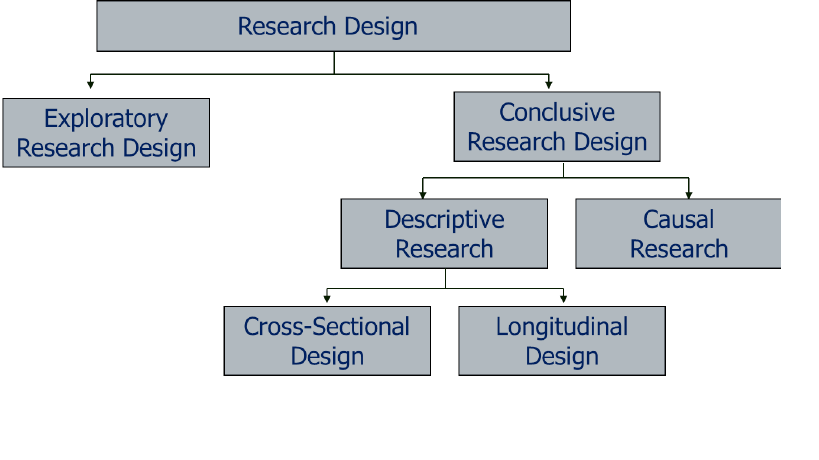 Research Design
Exploratory
Research Design
Conclusive
Research Design
Descriptive
Research
Causal
Research
Cross-Sectional
Design
Longitudinal
Design